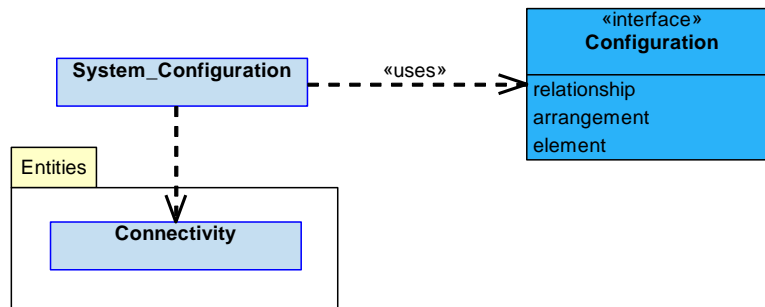 «interface»
Configuration
System_Configuration
«uses»
relationship
arrangement
element
Entities
Connectivity